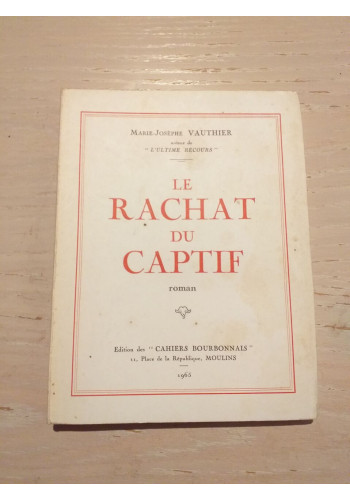 Marie-Josèphe VAUTHIER
auteur de
"L'ULTIME RECOURS"
LE
RACHAT
DU
CAPTIF
roman
Edition des "CAHIERS BOURBONNAIS"
11, Place de la République, MOULINS
1965